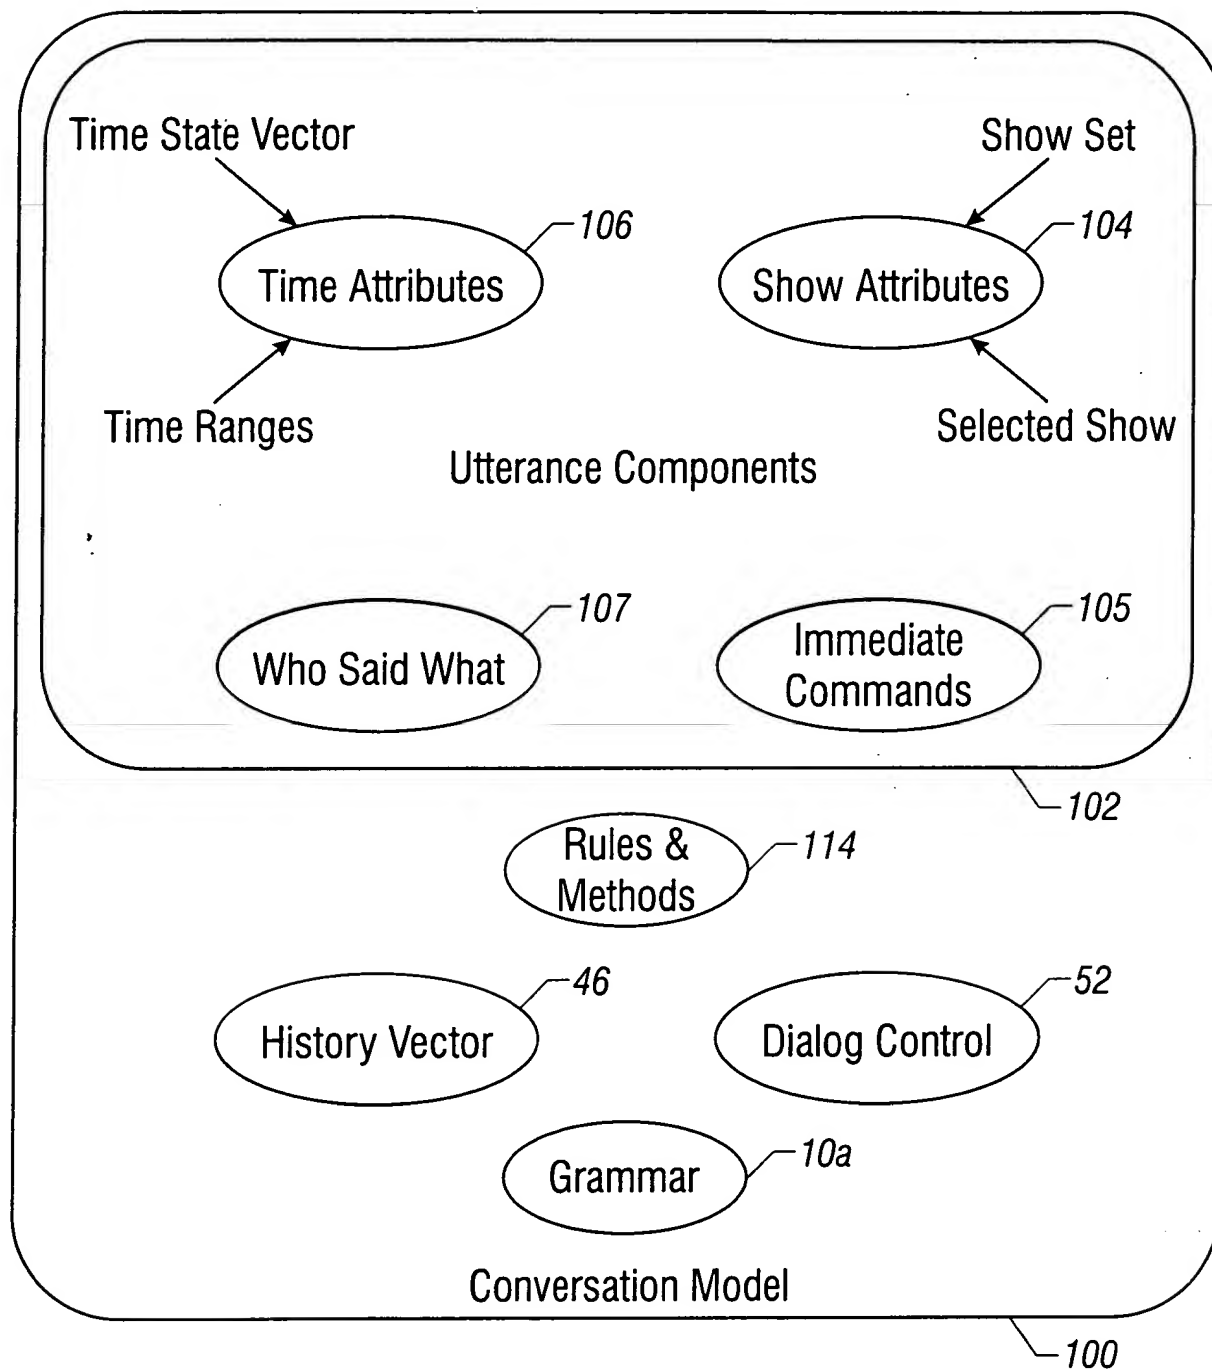 Time State Vector
Show Set
106
104
Time Attributes
Show Attributes
Time Ranges
Selected Show
Utterance Components
107
105
Who Said What
Immediate
Commands
102
Rules &
Methods
114
46
52
History Vector
Dialog Control
10a
Grammar
Conversation Model
100